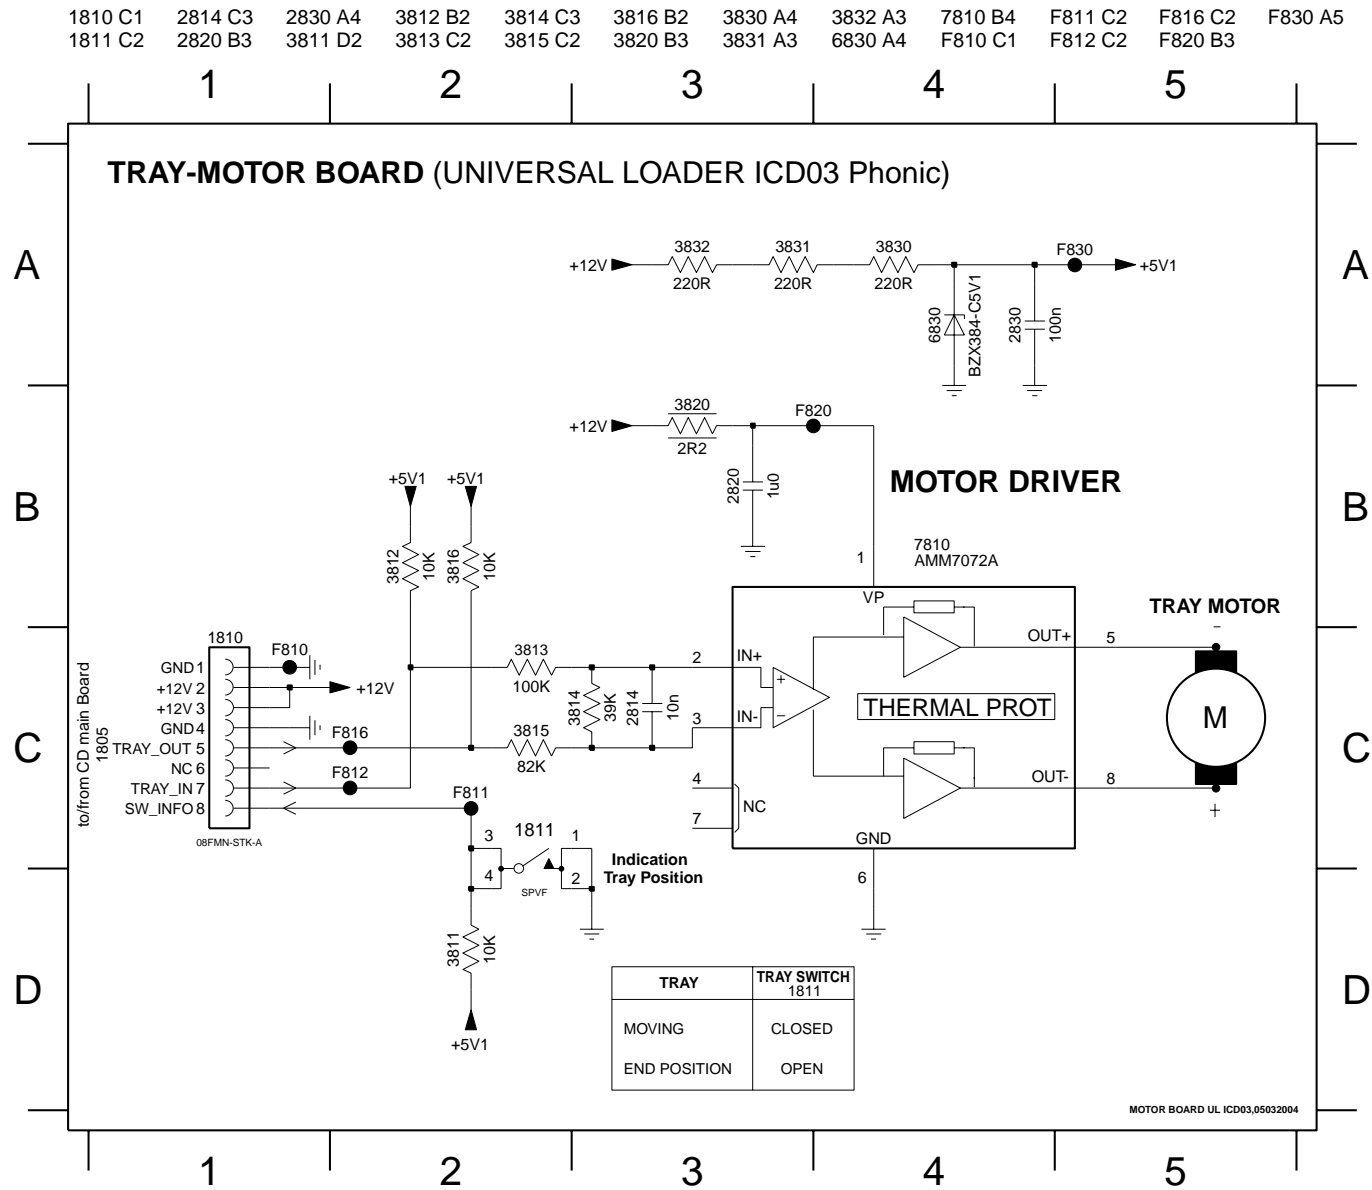 1810 C1 2814 C3 2830 A4 3812 B2 3814 C3 3816 B2 3830 A4 3832 A3 7810 B4 F811 C2 F816 C2 F830 A5
1811 C2 2820 B3 3811 D2 3813 C2 3815 C2 3820 B3 3831 A3 6830 A4 F810 C1 F812 C2 F820 B3
1 2 3 4 5
TRAY-MOTOR BOARD (UNIVERSAL LOADER ICD03 Phonic)
A A
3832 3831 3830 F830
+12V +5V1
220R 220R 220R
6830 BZX384-C5V1 2830 100n
3820 F820
+12V
2R2
2820 1u0
MOTOR DRIVER
B B
+5V1 +5V1
3812 10K 3816 10K
1
7810
AMM7072A
VP
TRAY MOTOR
-
OUT+ 5
1810 F810
to/from CD main Board
1805
GND 1
+12V 2 +12V
+12V 3
GND 4
TRAY_OUT 5 F816
NC 6
TRAY_IN 7 F812
SW_INFO 8 F811
08FMN-STK-A
3813
100K
3814 39K 2814 10n
3815
82K
2 IN+
+
3 IN-
-
4
NC
7
THERMAL PROT
M
C C
OUT- 8
+
GND
6
3 1811 1
4 2
SPVF
Indication
Tray Position
3811 10K
+5V1
D D
TRAY TRAY SWITCH
1811
MOVING CLOSED
END POSITION OPEN
MOTOR BOARD UL ICD03,05032004
1 2 3 4 5